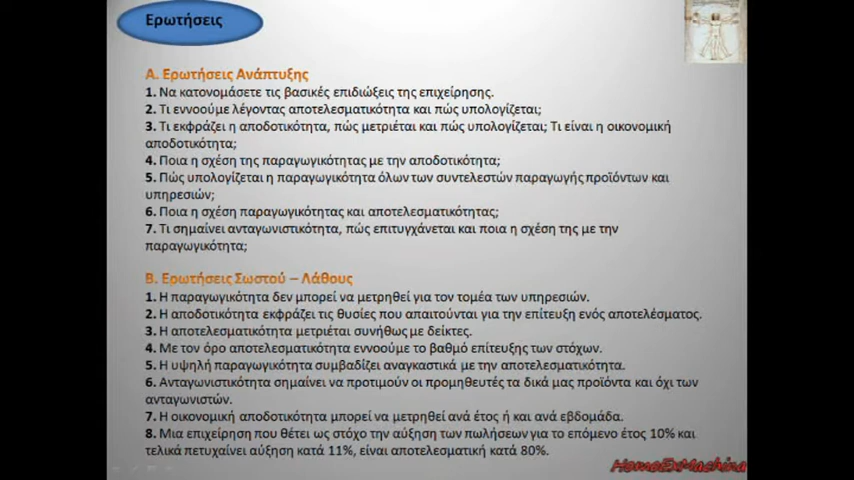 Ερωτήσεις
Α. Ερωτήσεις Ανάπτυξης
1. Να κατονομάσετε τις βασικές επιδιώξεις της επιχείρησης.
2. Τι εννοούμε λέγοντας αποτελεσματικότητα και πώς υπολογίζεται;
3. Τι εκφράζει η αποδοτικότητα, πώς μετριέται και πώς υπολογίζεται; Τι είναι η οικονομική
αποδοτικότητα;
4. Ποια η σχέση της παραγωγικότητας με την αποδοτικότητα;
5. Πώς υπολογίζεται η παραγωγικότητα όλων των συντελεστών παραγωγής προϊόντων και
υπηρεσιών;
6. Ποια η σχέση παραγωγικότητας και αποτελεσματικότητας;
7. Τι σημαίνει ανταγωνιστικότητα, πώς επιτυγχάνεται και ποια η σχέση της με την
παραγωγικότητα;
Β. Ερωτήσεις Σωστού – Λάθους
1. Η παραγωγικότητα δεν μπορεί να μετρηθεί για τον τομέα των υπηρεσιών.
2. Η αποδοτικότητα εκφράζει τις θυσίες που απαιτούνται για την επίτευξη ενός αποτελέσματος.
3. Η αποτελεσματικότητα μετριέται συνήθως με δείκτες.
4. Με τον όρο αποτελεσματικότητα εννοούμε το βαθμό επίτευξης των στόχων.
5. Η υψηλή παραγωγικότητα συμβαδίζει αναγκαστικά με την αποτελεσματικότητα.
6. Ανταγωνιστικότητα σημαίνει να προτιμούν οι προμηθευτές τα δικά μας προϊόντα και όχι των
ανταγωνιστών.
7. Η οικονομική αποδοτικότητα μπορεί να μετρηθεί ανά έτος ή και ανά εβδομάδα.
8. Μια επιχείρηση που θέτει ως στόχο την αύξηση των πωλήσεων για το επόμενο έτος 10% και
τελικά πετυχαίνει αύξηση κατά 11%, είναι αποτελεσματική κατά 80%.
HomoExMachina